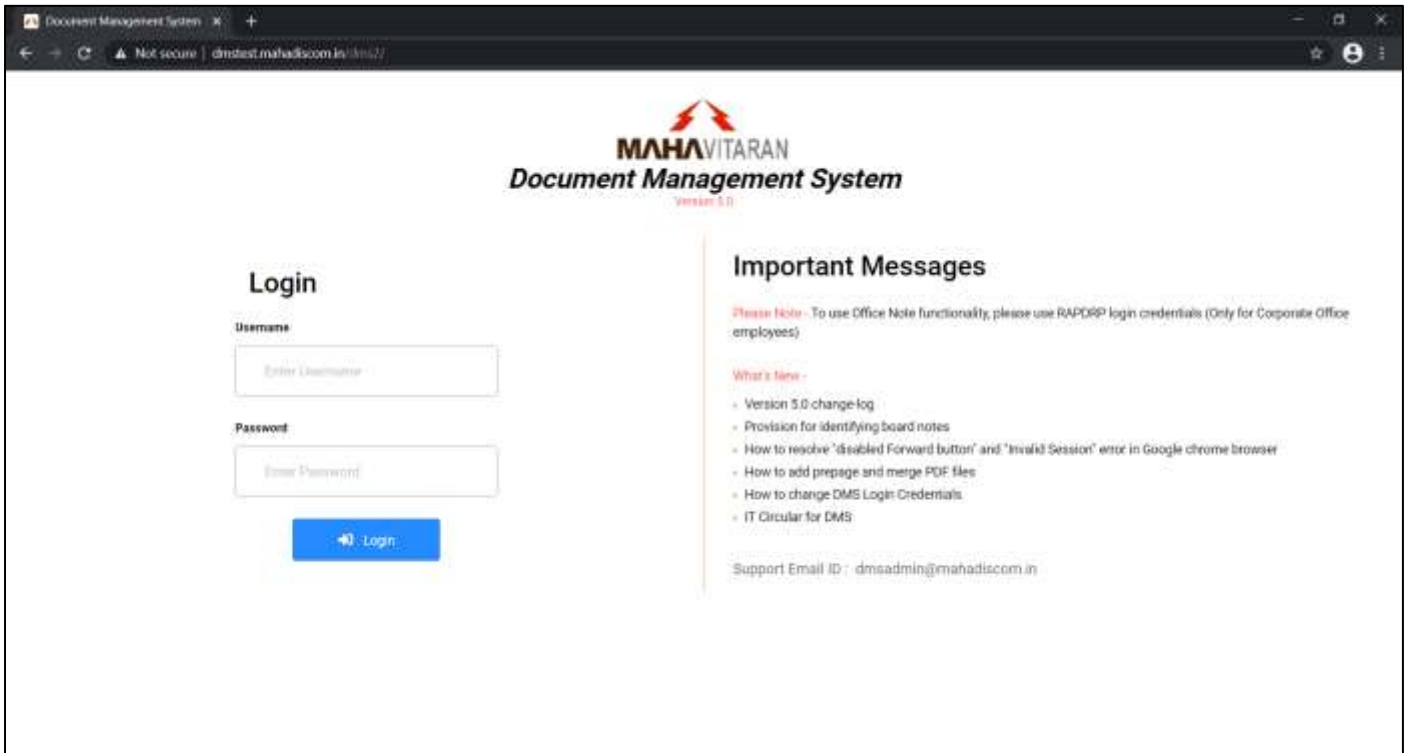 Document Management System
Not secure | dmstest.mahadiscom.in/dms2/
MAHAVITARAN
Document Management System
Version 5.0
Login
Username
Enter Username
Password
Enter Password
Login
Important Messages
Please Note - To use Office Note functionality, please use RAPDRP login credentials (Only for Corporate Office
employees)
What's New -
Version 5.0 change-log
Provision for identifying board notes
How to resolve "disabled Forward button" and "Invalid Session" error in Google chrome browser
How to add prepage and merge PDF files
How to change DMS Login Credentials
IT Circular for DMS
Support Email ID : dmsadmin@mahadiscom.in